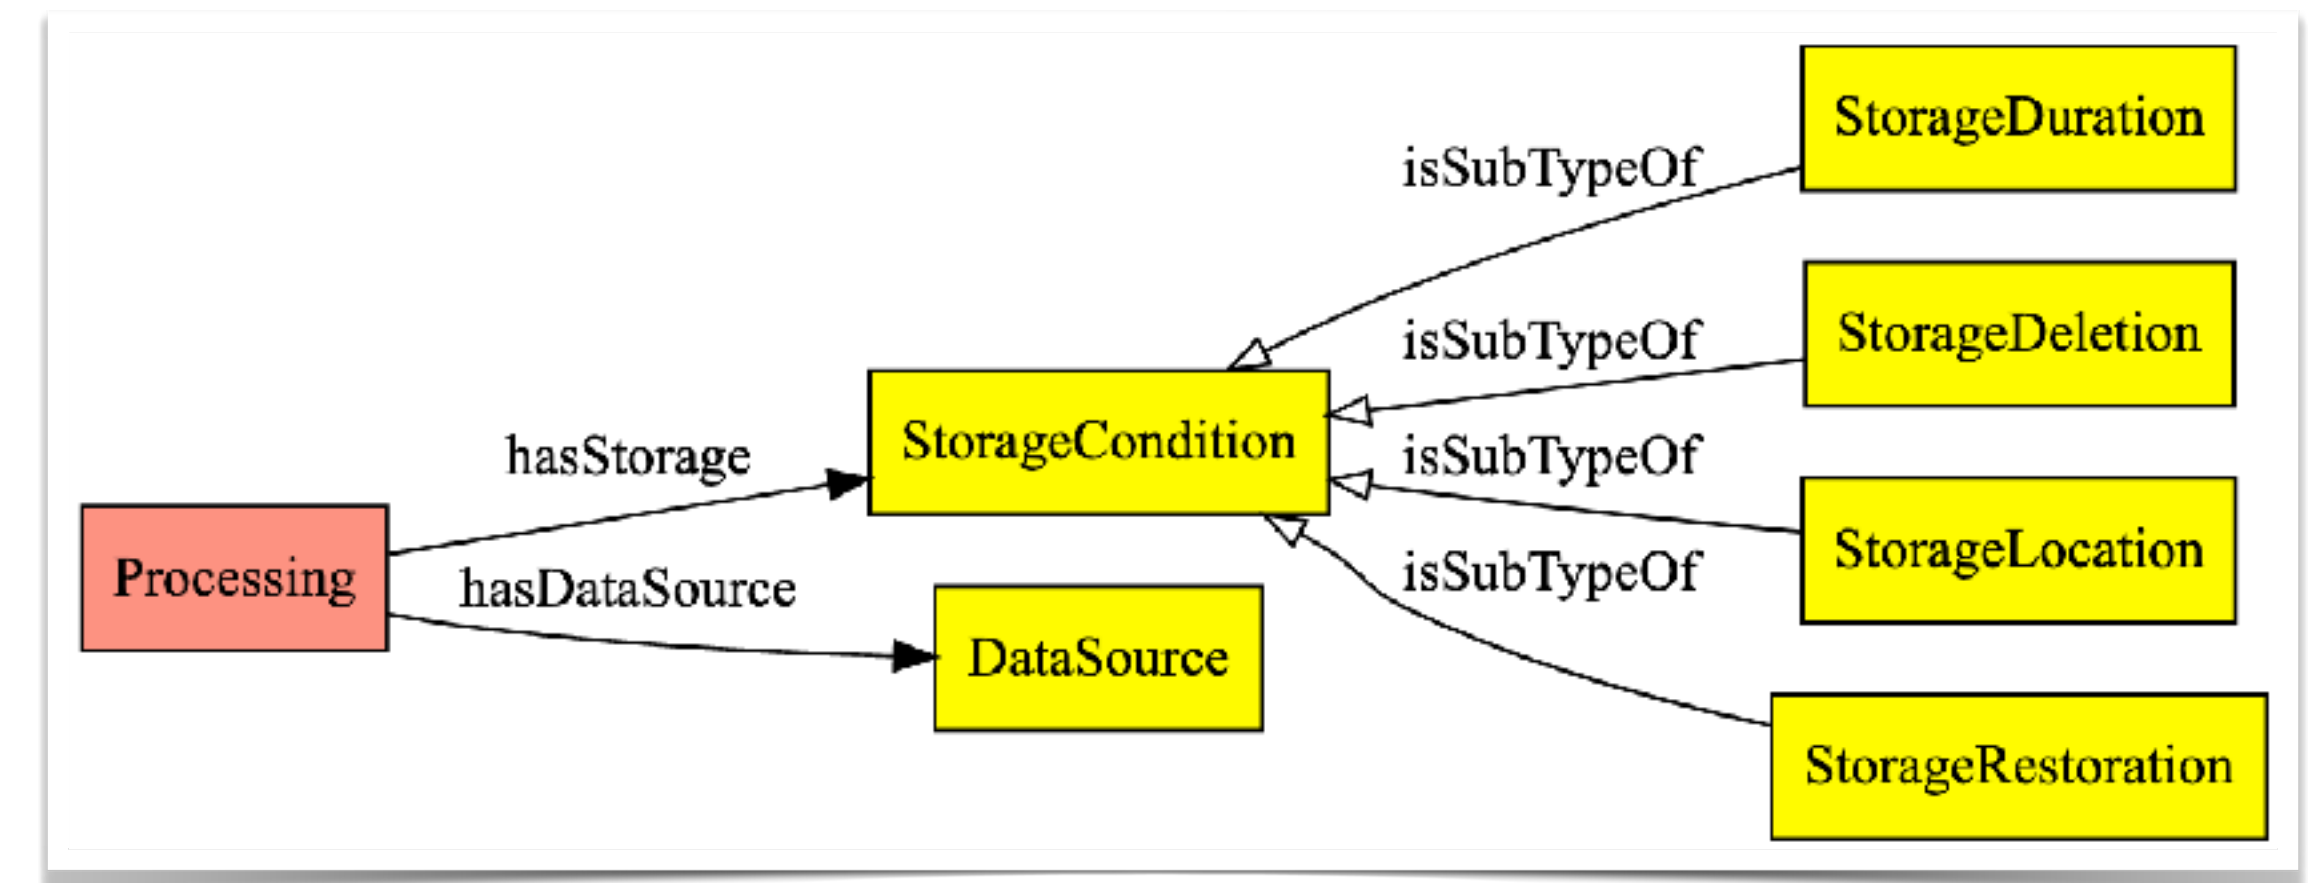 StorageDuration
isSubTypeOf
StorageDeletion
isSubTypeOf
StorageCondition
hasStorage
isSubTypeOf
StorageLocation
Processing
hasDataSource
isSubTypeOf
DataSource
StorageRestoration